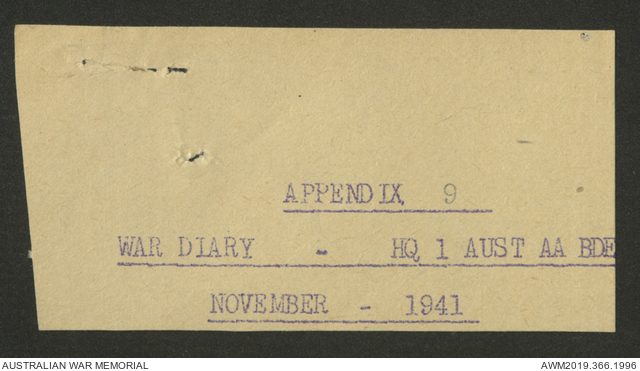 APPENDIX 9
WAR DIARY - HQ 1 AUST AA BDE
NOVEMBER - 1941
AUSTRALIAN WAR MEMORIAL AWM2019.366.1996